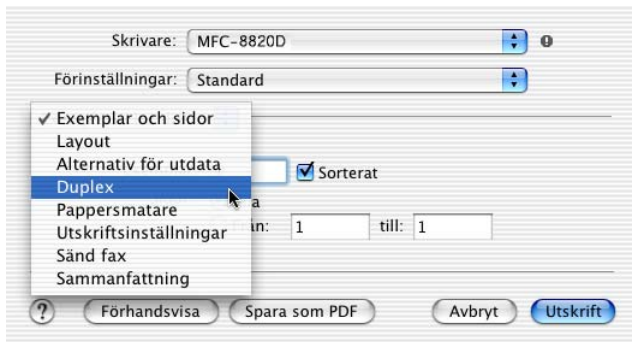 Skrivare: MFC-8820D
Förinställningar: Standard
✓ Exemplar och sidor
Layout
Alternativ för utdata
Sorterat
Duplex
Pappersmatare
Utskriftsinställningar
1 till: 1
Sänd fax
Sammanfattning
? Förhandsvisa Spara som PDF Avbryt Utskrift